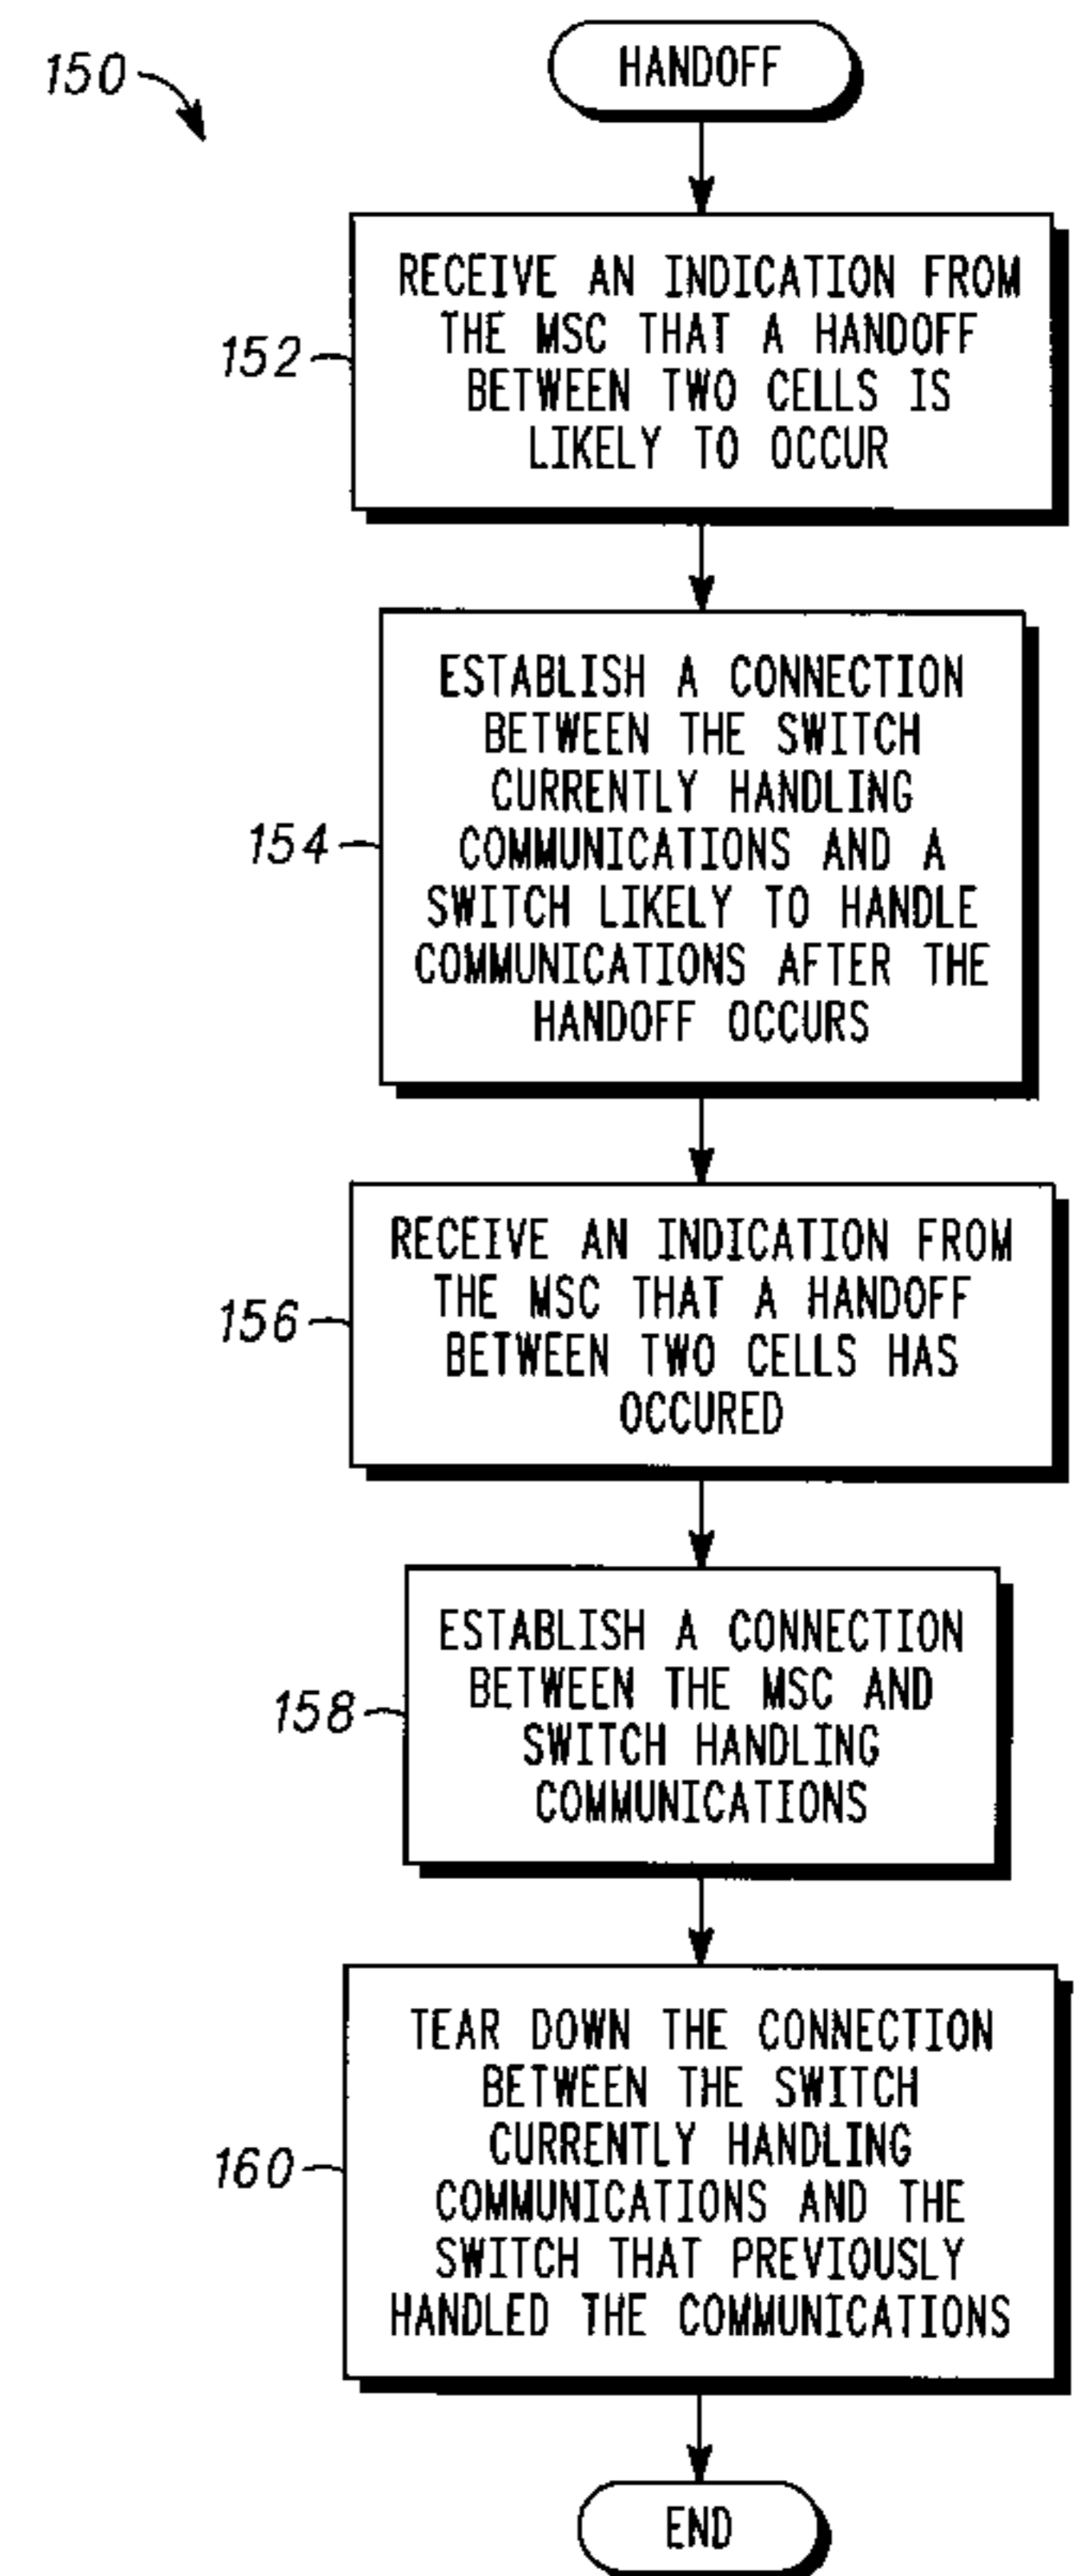 150
HANDOFF
152
RECEIVE AN INDICATION FROM
THE MSC THAT A HANDOFF
BETWEEN TWO CELLS IS
LIKELY TO OCCUR
154
ESTABLISH A CONNECTION
BETWEEN THE SWITCH
CURRENTLY HANDLING
COMMUNICATIONS AND A
SWITCH LIKELY TO HANDLE
COMMUNICATIONS AFTER THE
HANDOFF OCCURS
156
RECEIVE AN INDICATION FROM
THE MSC THAT A HANDOFF
BETWEEN TWO CELLS HAS
OCCURED
158
ESTABLISH A CONNECTION
BETWEEN THE MSC AND
SWITCH HANDLING
COMMUNICATIONS
160
TEAR DOWN THE CONNECTION
BETWEEN THE SWITCH
CURRENTLY HANDLING
COMMUNICATIONS AND THE
SWITCH THAT PREVIOUSLY
HANDLED THE COMMUNICATIONS
END